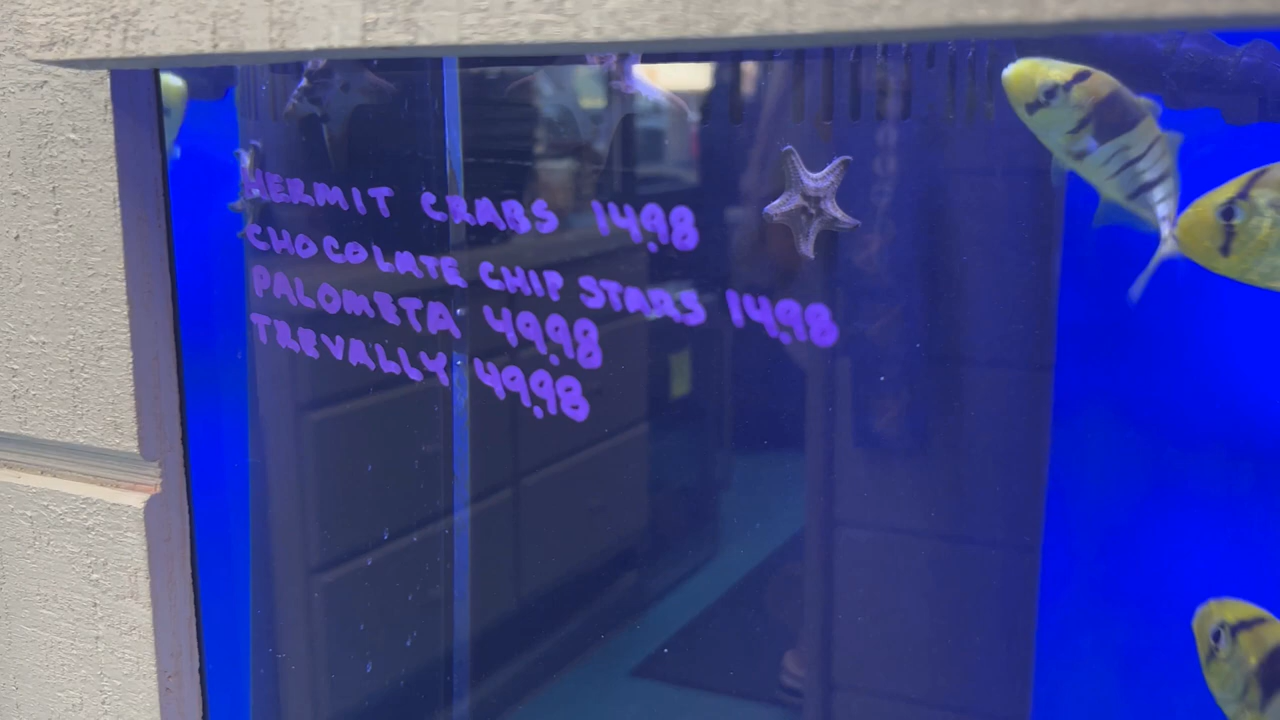 HERMIT CRABS 14.98
CHOCOLATE CHIP STARS 14.98
PALOMETA 49.98
TREVALLY 49.98